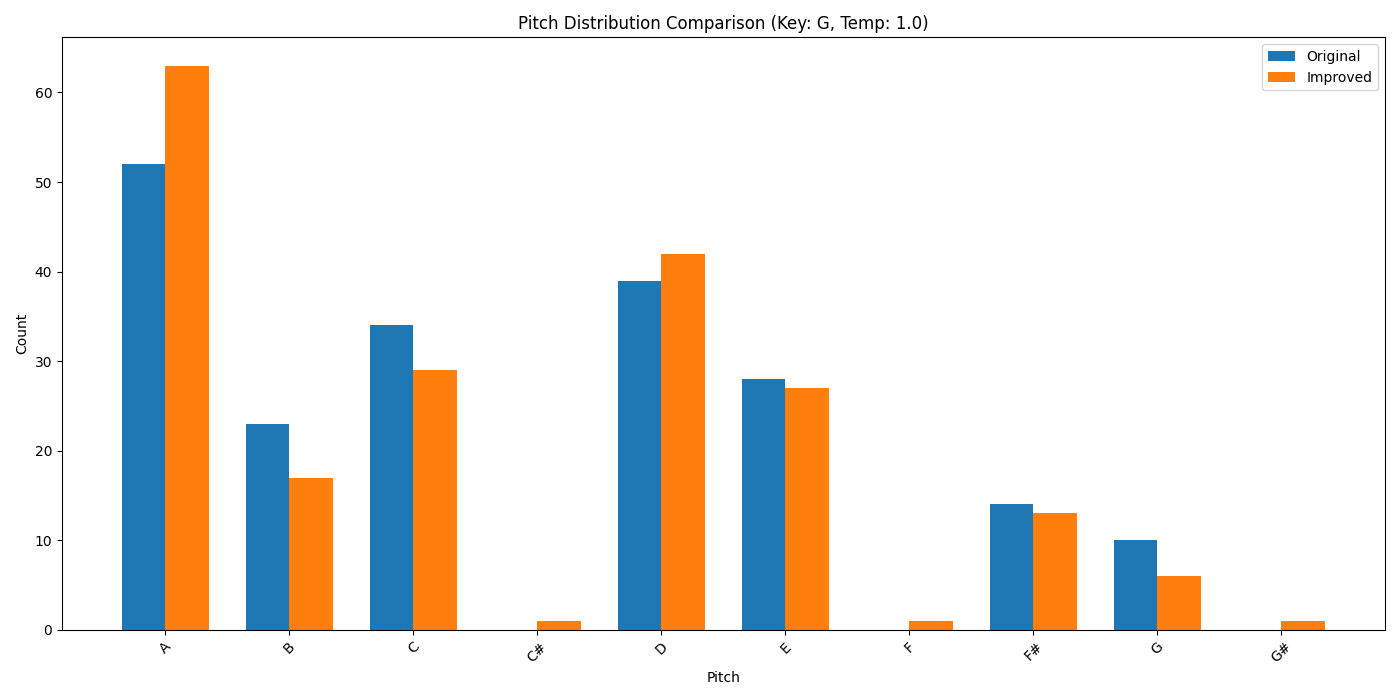 Pitch Distribution Comparison (Key: G, Temp: 1.0)
Original
Improved
Count
60
50
40
30
20
10
0
A
B
C
C#
D
E
F
F#
G
G#
Pitch